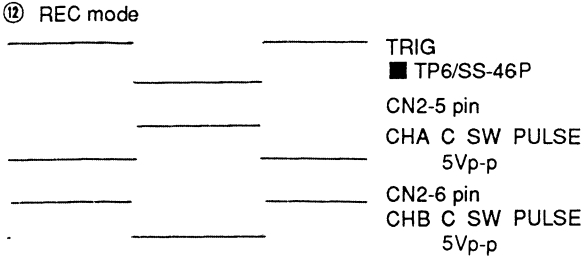 ⑫ REC mode
TRIG
■ TP6/SS-46P
CN2-5 pin
CHA C SW PULSE
5Vp-p
CN2-6 pin
CHB C SW PULSE
5Vp-p